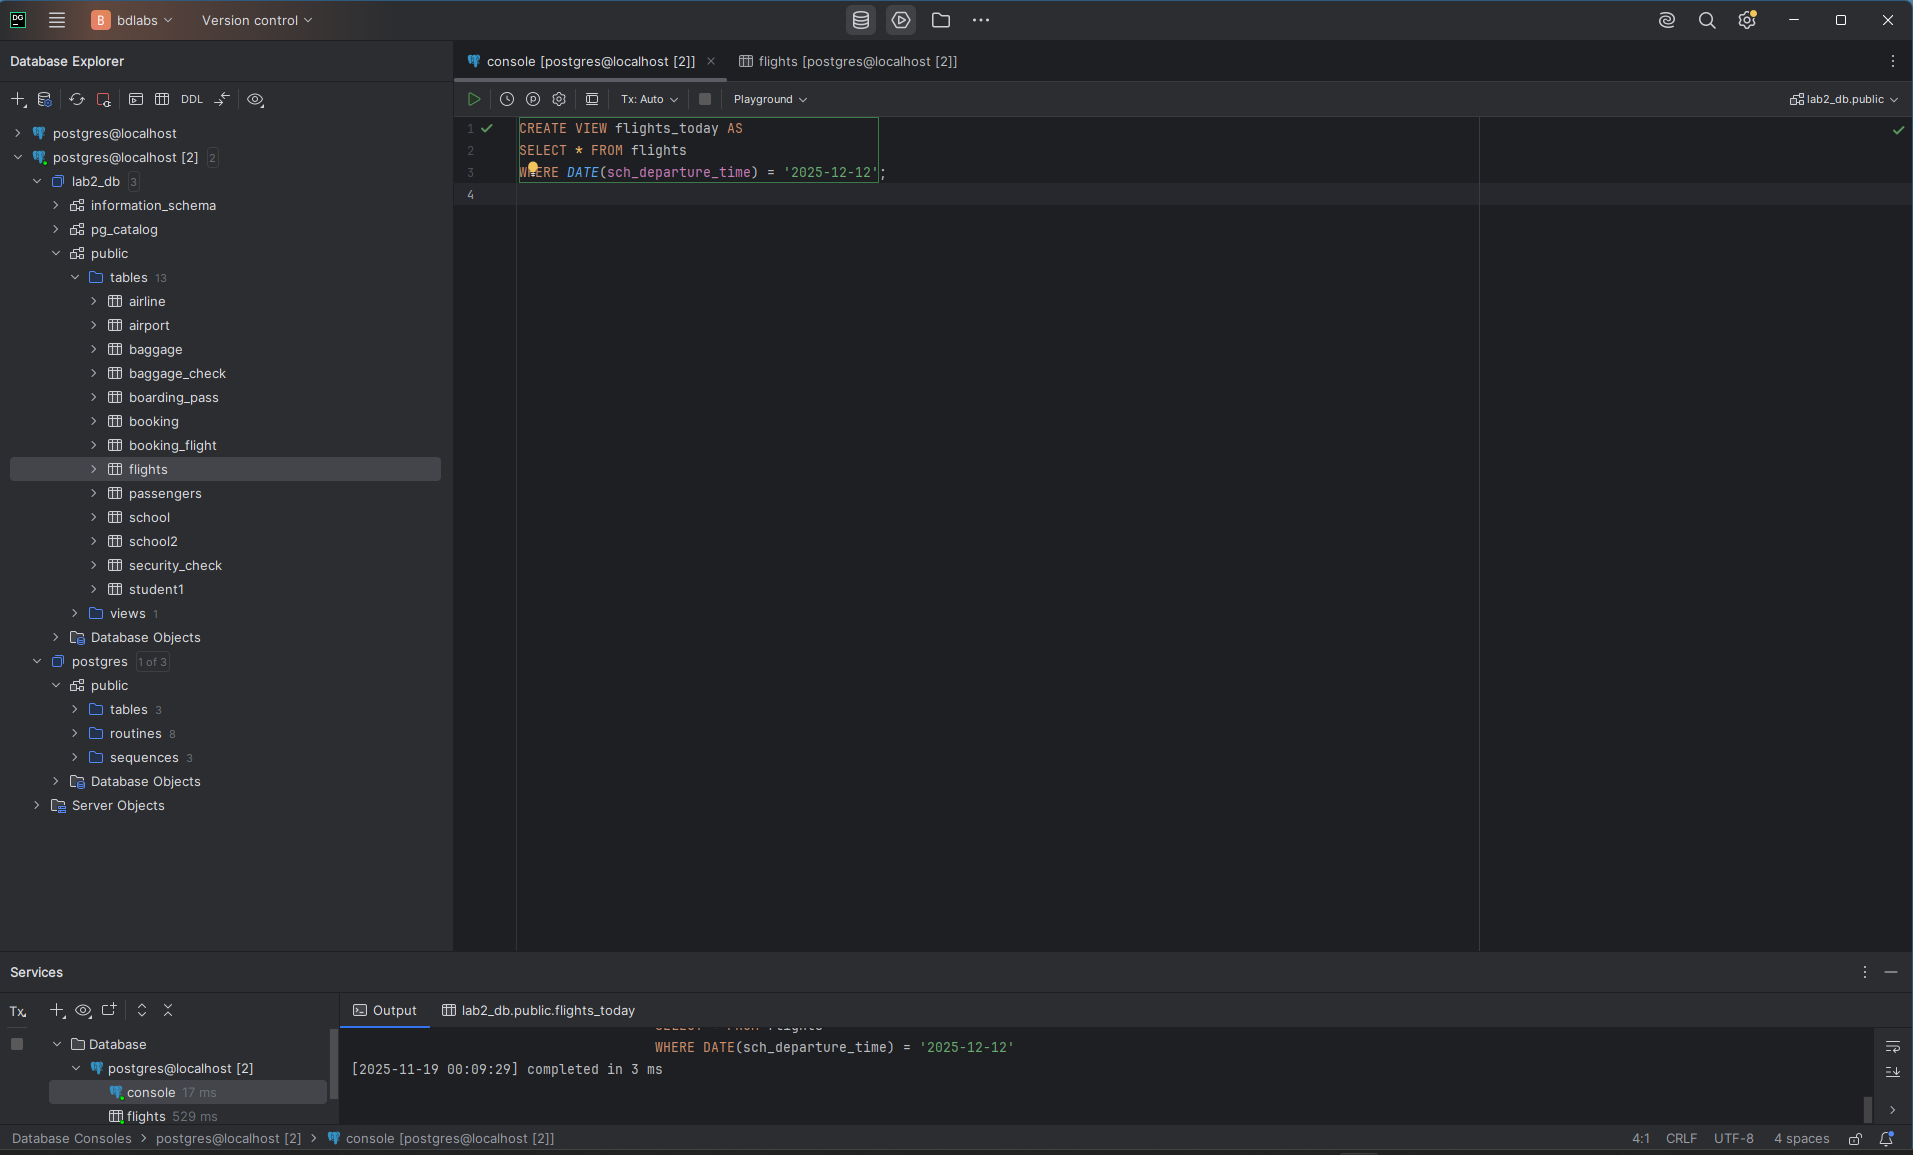 DG
B bdlabs
Version control
Database Explorer
DDL
postgres@localhost
postgres@localhost [2] 2
lab2_db 3
information_schema
pg_catalog
public
tables 13
airline
airport
baggage
baggage_check
boarding_pass
booking
booking_flight
flights
passengers
school
school2
security_check
student1
views 1
Database Objects
postgres 1 of 3
public
tables 3
routines 8
sequences 3
Database Objects
Server Objects
console [postgres@localhost [2]]
flights [postgres@localhost [2]]
Tx: Auto
Playground
lab2_db.public
1 CREATE VIEW flights_today AS
2 SELECT * FROM flights
3 WHERE DATE(sch_departure_time) = '2025-12-12';
4
Services
Tx
Database
postgres@localhost [2]
console 17 ms
flights 529 ms
Output
lab2_db.public.flights_today
SELECT * FROM flights
WHERE DATE(sch_departure_time) = '2025-12-12'
[2025-11-19 00:09:29] completed in 3 ms
Database Consoles > postgres@localhost [2] > console [postgres@localhost [2]]
4:1 CRLF UTF-8 4 spaces